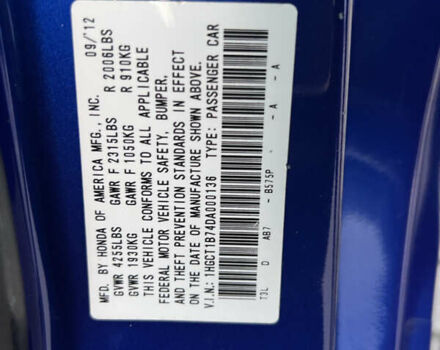 MFD. BY HONDA OF AMERICA MFG., INC. 09/'12
GVWR 4255LBS GAWR F 2315LBS R 2006LBS
GVWR 1930KG GAWR F 1050KG R 910KG
THIS VEHICLE CONFORMS TO ALL APPLICABLE
FEDERAL MOTOR VEHICLE SAFETY, BUMPER,
AND THEFT PREVENTION STANDARDS IN EFFECT
ON THE DATE OF MANUFACTURE SHOWN ABOVE.
V.I.N.: 1HGCT1B74DA000136 TYPE: PASSENGER CAR
T3L D AB7 - B575P - A - A